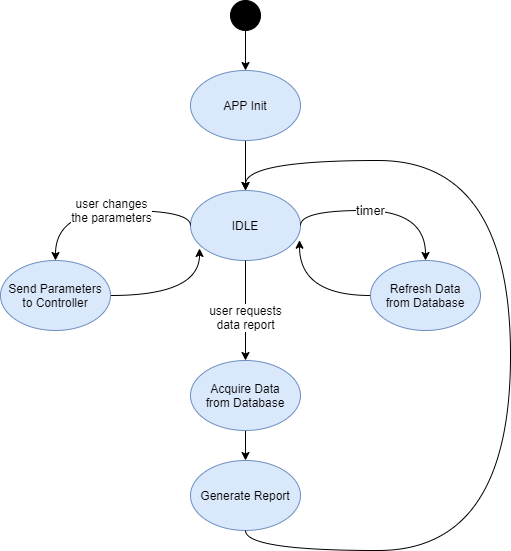 APP Init
user changes
the parameters
IDLE
timer
Send Parameters
to Controller
Refresh Data
from Database
user requests
data report
Acquire Data
from Database
Generate Report